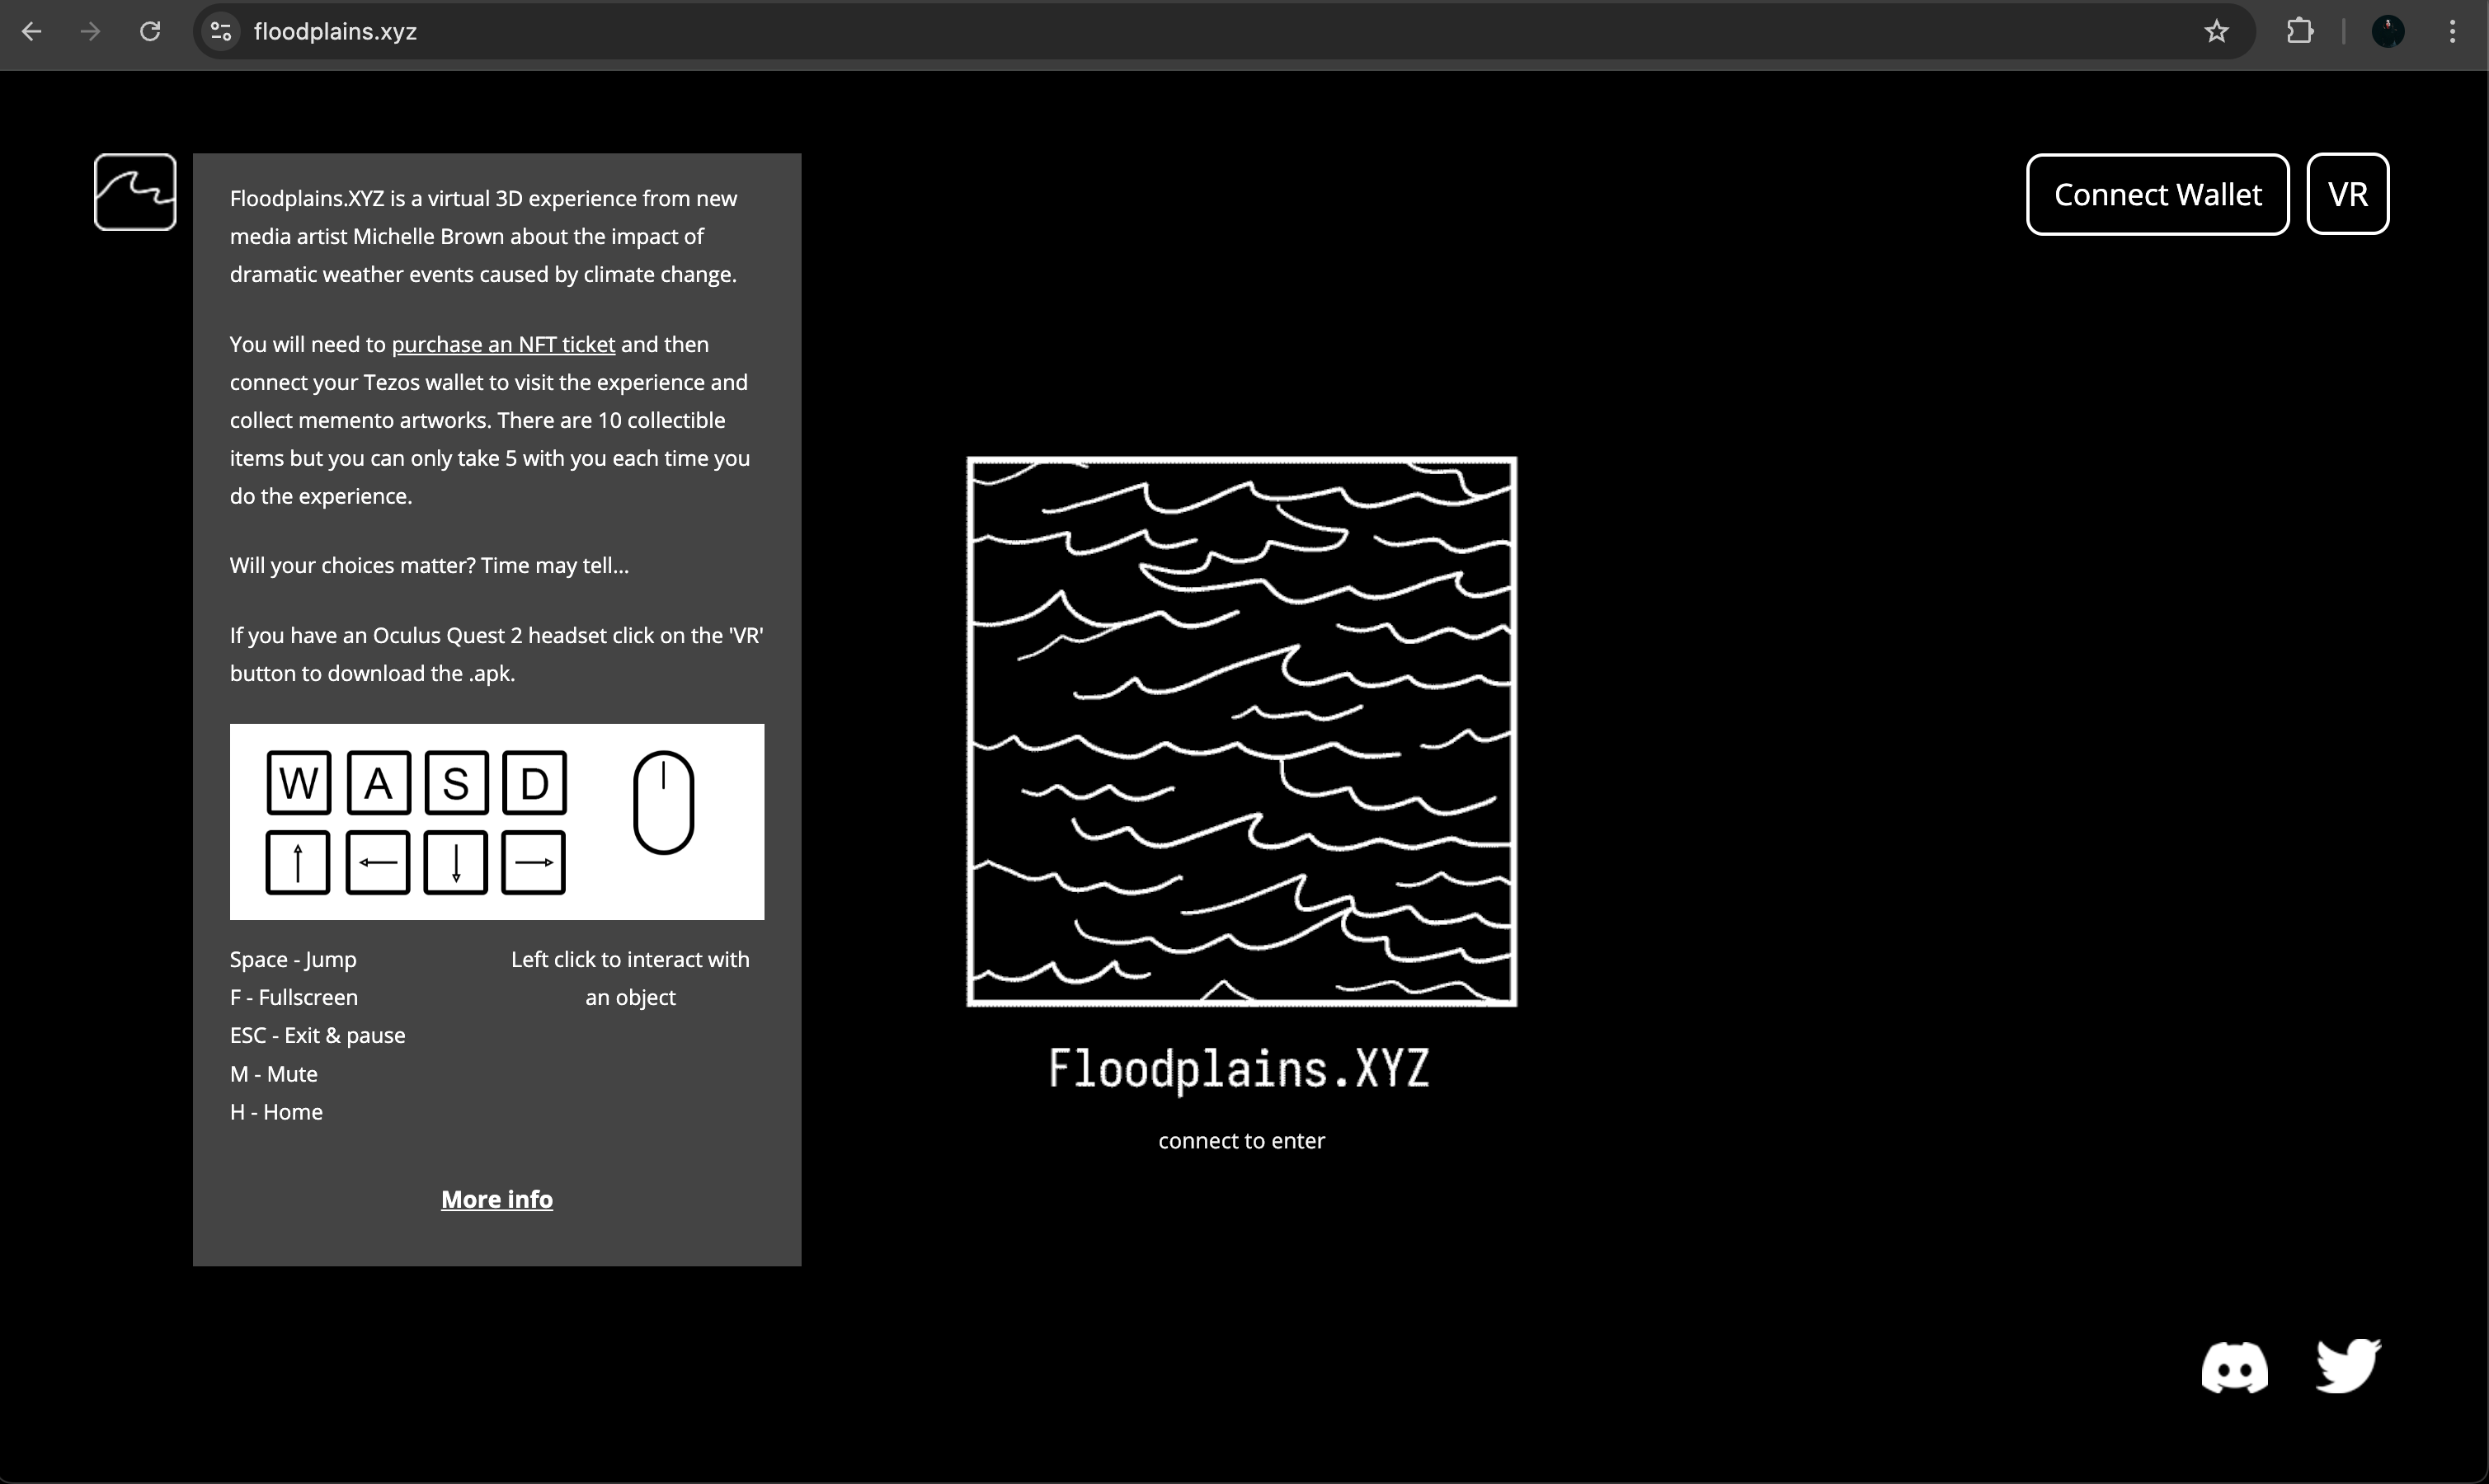 floodplains.xyz
Connect Wallet
VR
Floodplains.XYZ is a virtual 3D experience from new
media artist Michelle Brown about the impact of
dramatic weather events caused by climate change.
You will need to purchase an NFT ticket and then
connect your Tezos wallet to visit the experience and
collect memento artworks. There are 10 collectible
items but you can only take 5 with you each time you
do the experience.
Will your choices matter? Time may tell...
If you have an Oculus Quest 2 headset click on the 'VR'
button to download the .apk.
W A S D
Space - Jump
F - Fullscreen
ESC - Exit & pause
M - Mute
H - Home
Left click to interact with
an object
More info
Floodplains.XYZ
connect to enter